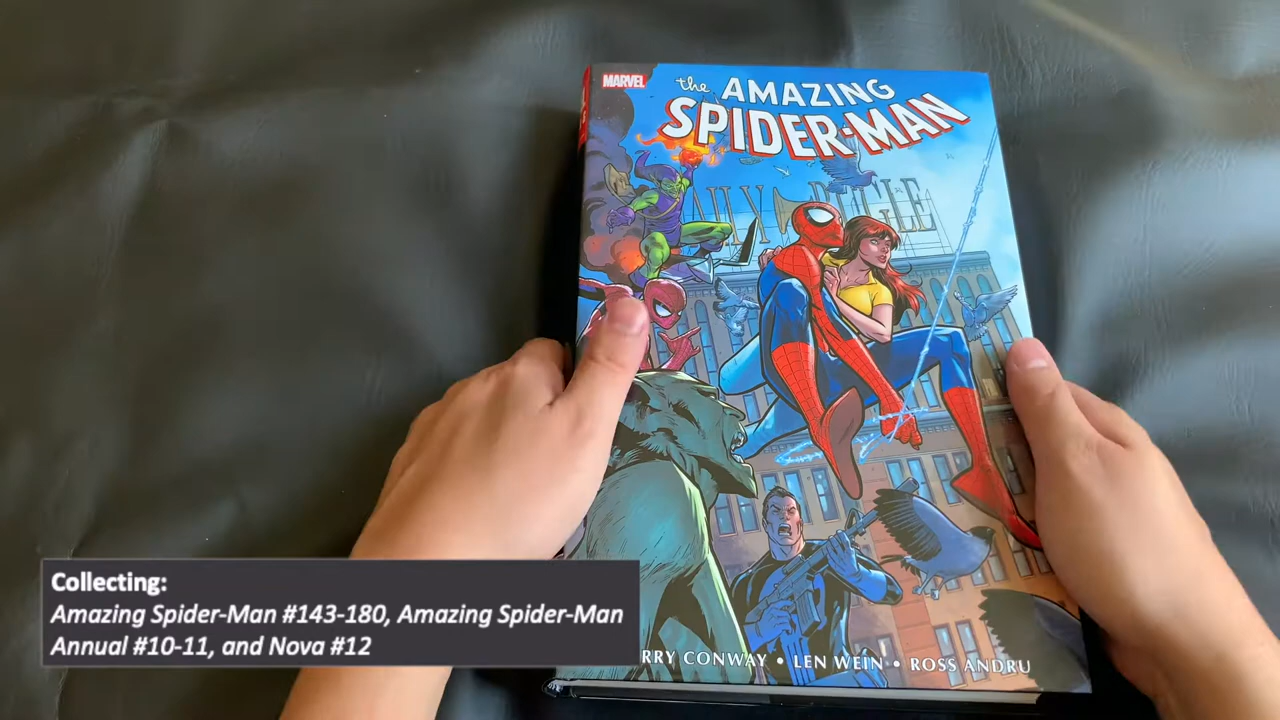 MARVEL
the AMAZING
SPIDER-MAN
Collecting:
Amazing Spider-Man #143-180, Amazing Spider-Man
Annual #10-11, and Nova #12
RRY CONWAY • LEN WEIN • ROSS ANDRU